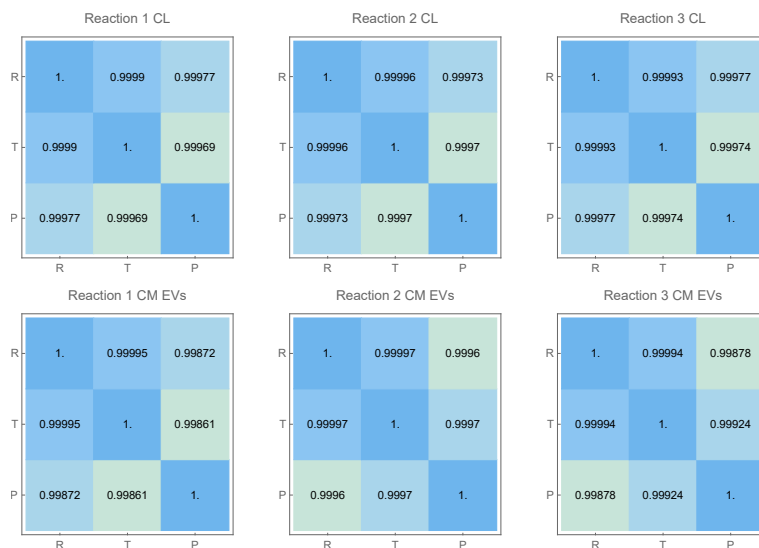 Reaction 1 CL
Reaction 2 CL
Reaction 3 CL
R 1. 0.9999 0.99977
T 0.9999 1. 0.99969
P 0.99977 0.99969 1.
R T P
R 1. 0.99996 0.99973
T 0.99996 1. 0.9997
P 0.99973 0.9997 1.
R T P
R 1. 0.99993 0.99977
T 0.99993 1. 0.99974
P 0.99977 0.99974 1.
R T P
Reaction 1 CM EVs
Reaction 2 CM EVs
Reaction 3 CM EVs
R 1. 0.99995 0.99872
T 0.99995 1. 0.99861
P 0.99872 0.99861 1.
R T P
R 1. 0.99997 0.9996
T 0.99997 1. 0.9997
P 0.9996 0.9997 1.
R T P
R 1. 0.99994 0.99878
T 0.99994 1. 0.99924
P 0.99878 0.99924 1.
R T P